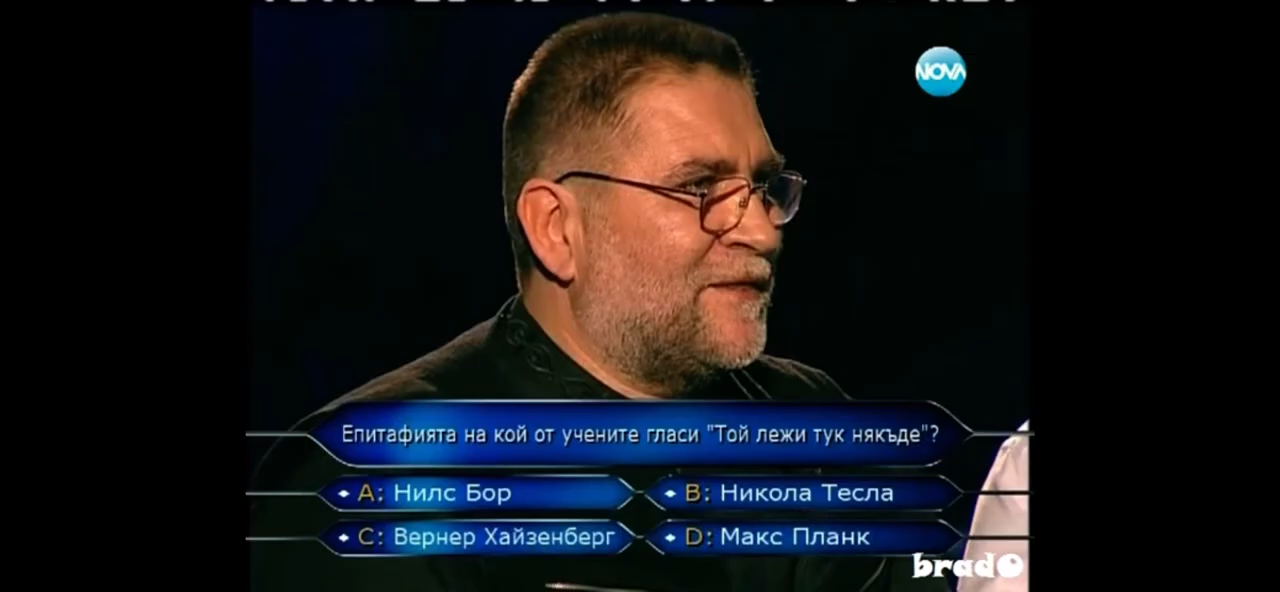 NOVA
Епитафията на кой от учените гласи "Той лежи тук някъде"?
A: Нилс Бор
B: Никола Тесла
C: Вернер Хайзенберг
D: Макс Планк
brado